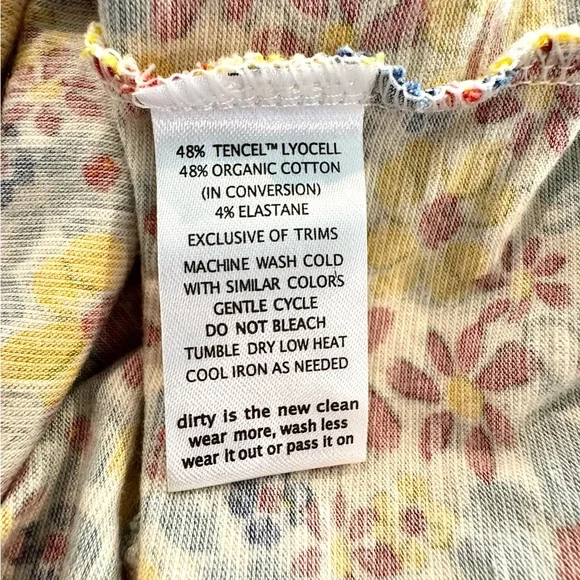 48% TENCEL™ LYOCELL
48% ORGANIC COTTON
(IN CONVERSION)
4% ELASTANE
EXCLUSIVE OF TRIMS
MACHINE WASH COLD
WITH SIMILAR COLOR'S
GENTLE CYCLE
DO NOT BLEACH
TUMBLE DRY LOW HEAT
COOL IRON AS NEEDED
dirty is the new clean
wear more, wash less
wear it out or pass it on